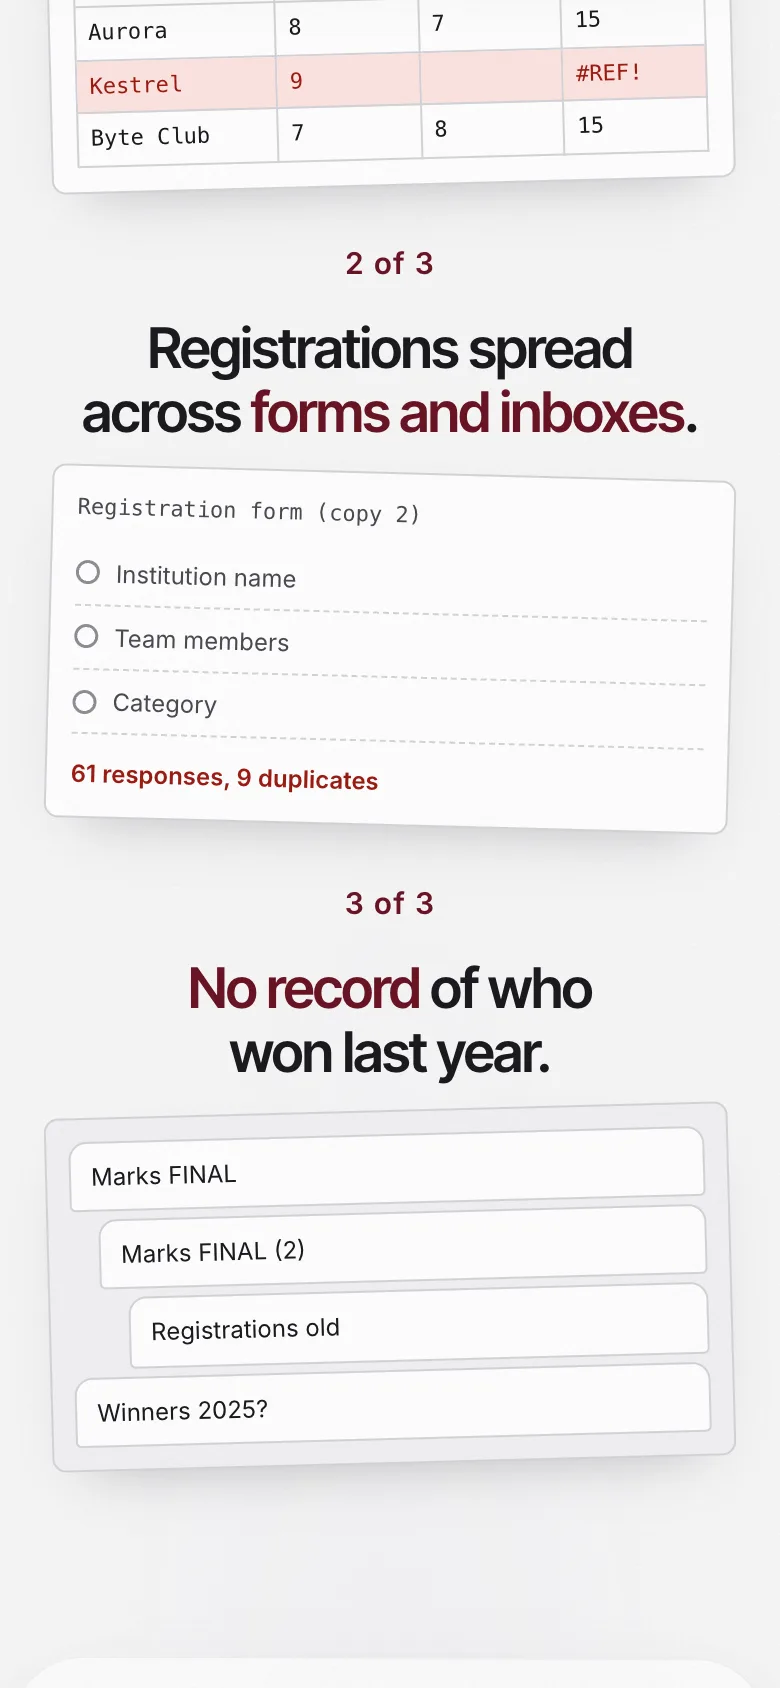 Aurora 8 7 15
Kestrel 9 #REF!
Byte Club 7 8 15
2 of 3
Registrations spread
across forms and inboxes.
Registration form (copy 2)
Institution name
Team members
Category
61 responses, 9 duplicates
3 of 3
No record of who
won last year.
Marks FINAL
Marks FINAL (2)
Registrations old
Winners 2025?